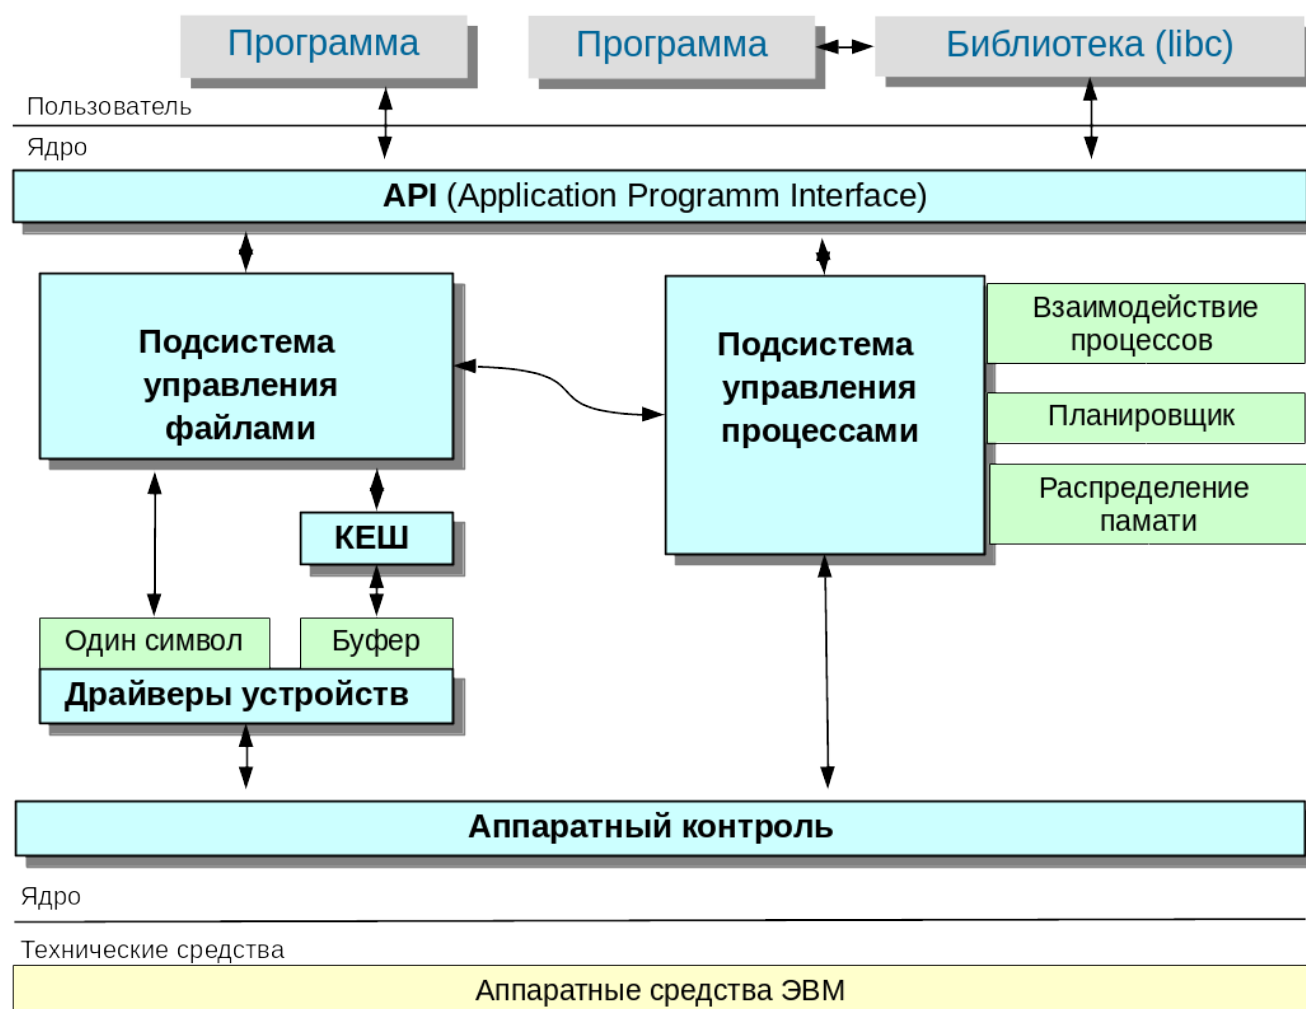 Программа
Программа
Библиотека (libc)
Пользователь
Ядро
API (Application Programm Interface)
Подсистема
управления
файлами
Подсистема
управления
процессами
Взаимодействие
процессов
Планировщик
Распределение
памати
КЕШ
Один символ
Буфер
Драйверы устройств
Аппаратный контроль
Ядро
Технические средства
Аппаратные средства ЭВМ